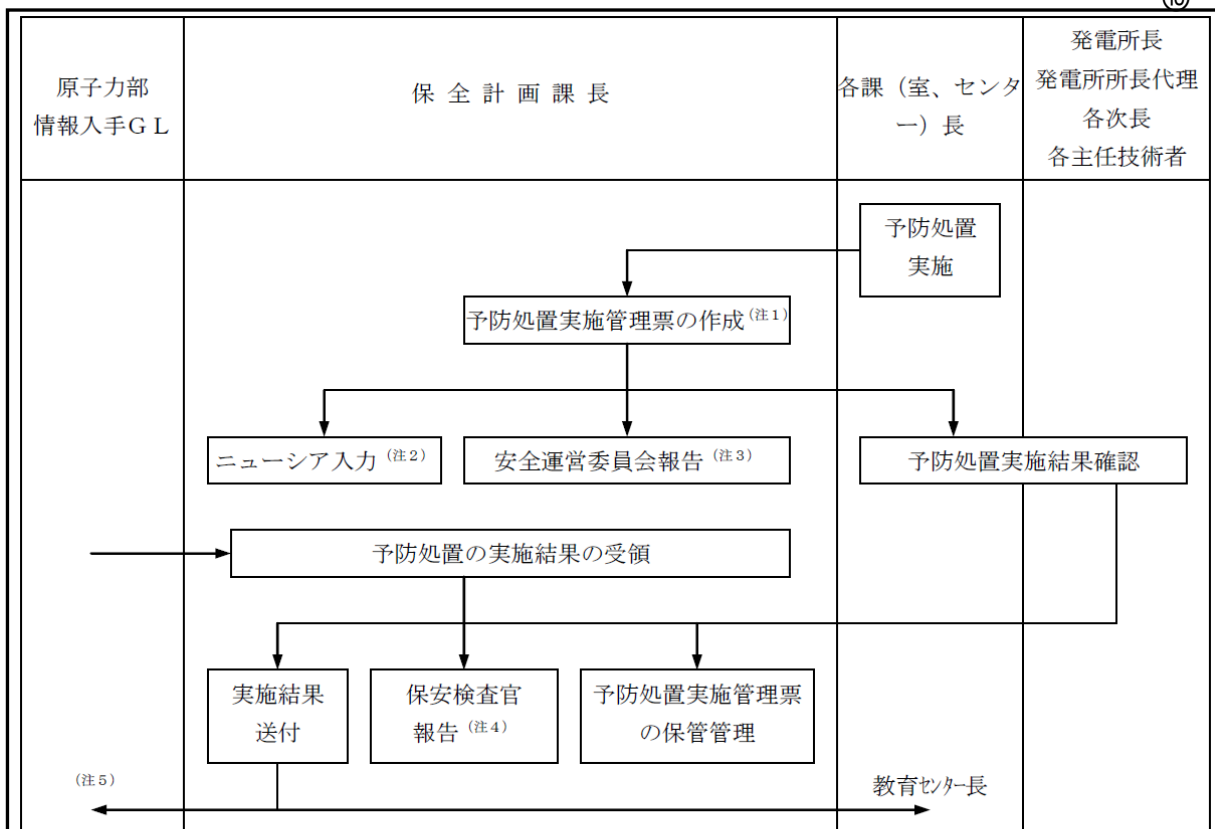 ⑯
原子力部
情報入手GL
保全計画課長
各課（室、センタ
ー）長
発電所長
発電所所長代理
各次長
各主任技術者
予防処置
実施
予防処置実施管理票の作成（注１）
ニューシア入力（注２）
安全運営委員会報告（注３）
予防処置実施結果確認
予防処置の実施結果の受領
実施結果
送付
保安検査官
報告（注４）
予防処置実施管理票
の保管管理
（注５）
教育センター長